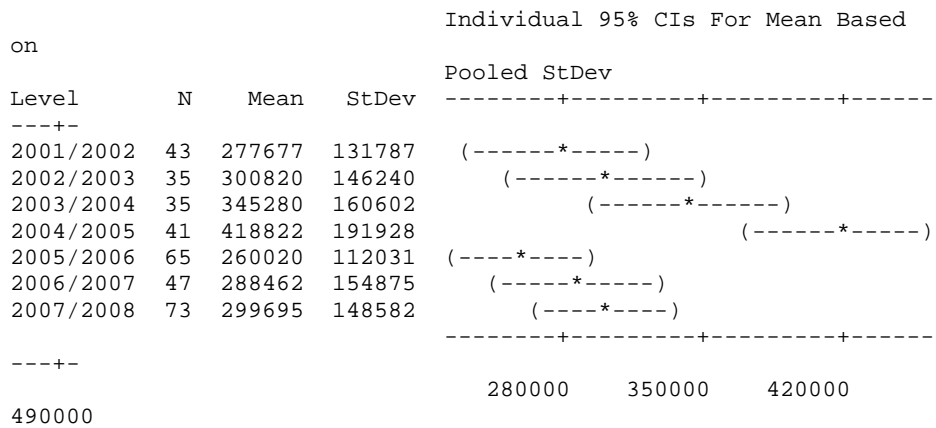 Individual 95% CIs For Mean Based
on
Pooled StDev
Level N Mean StDev --------+---------+---------+------
---+-
2001/2002 43 277677 131787 (------*-----)
2002/2003 35 300820 146240 (------*------)
2003/2004 35 345280 160602 (------*------)
2004/2005 41 418822 191928 (------*-----)
2005/2006 65 260020 112031 (----*----)
2006/2007 47 288462 154875 (-----*-----)
2007/2008 73 299695 148582 (----*----)
--------+---------+---------+------
---+-
280000 350000 420000
490000